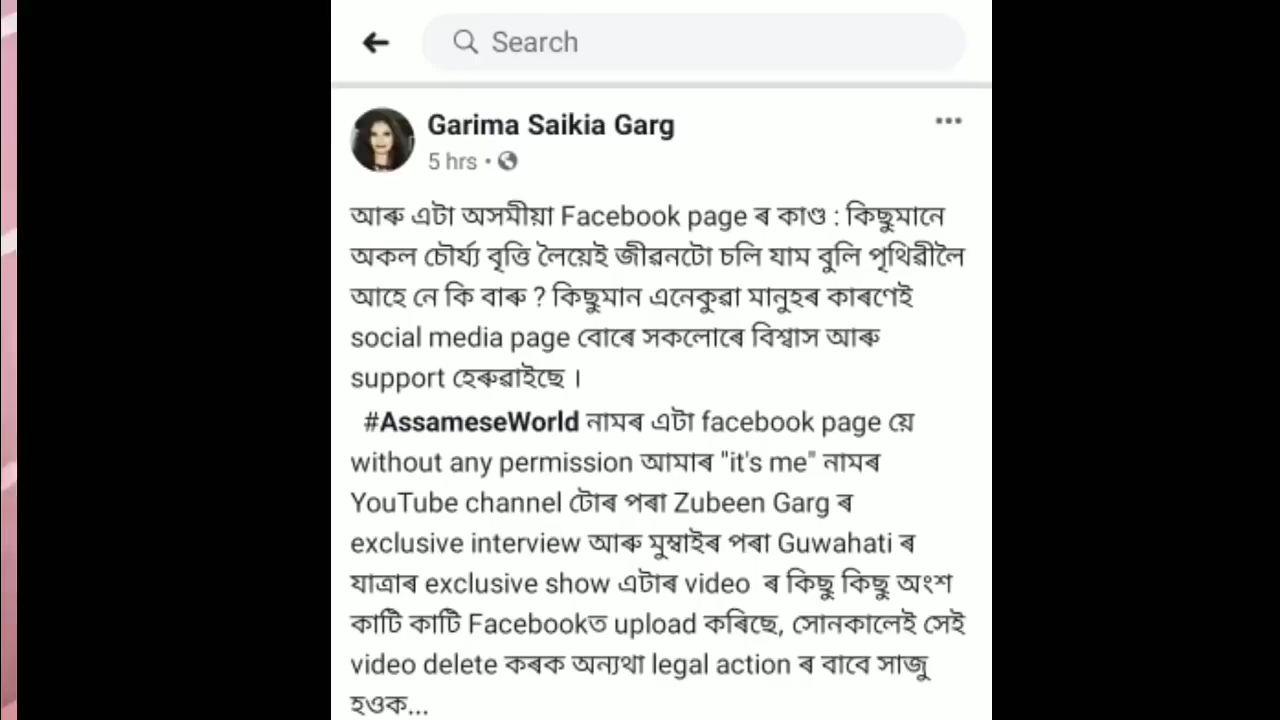 Search
Garima Saikia Garg
5 hrs •
আৰু এটা অসমীয়া Facebook page ৰ কাণ্ড : কিছুমানে
অকল চৌৰ্য্য বৃত্তি লৈয়েই জীৱনটো চলি যাম বুলি পৃথিৱীলৈ
আহে নে কি বাৰু ? কিছুমান এনেকুৱা মানুহৰ কাৰণেই
social media page বোৰে সকলোৰে বিশ্বাস আৰু
support হেৰুৱাইছে ।
#AssameseWorld নামৰ এটা facebook page য়ে
without any permission আমাৰ "it's me" নামৰ
YouTube channel টোৰ পৰা Zubeen Garg ৰ
exclusive interview আৰু মুম্বাইৰ পৰা Guwahati ৰ
যাত্ৰাৰ exclusive show এটাৰ video ৰ কিছু কিছু অংশ
কাটি কাটি Facebookত upload কৰিছে, সোনকালেই সেই
video delete কৰক অন্যথা legal action ৰ বাবে সাজু
হওক...